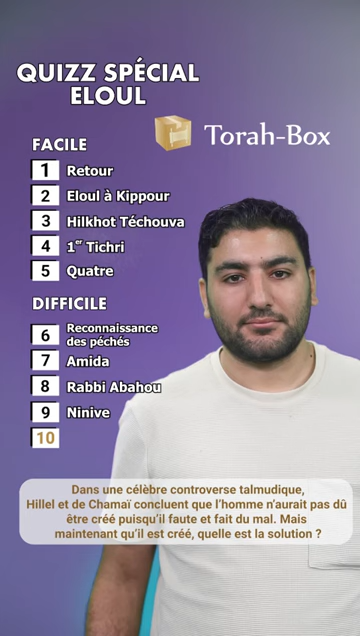 QUIZZ SPÉCIAL
ELOUL
Torah-Box
FACILE
1 Retour
2 Eloul à Kippour
3 Hilkhot Téchouva
4 1er Tichri
5 Quatre
DIFFICILE
6 Reconnaissance
des péchés
7 Amida
8 Rabbi Abahou
9 Ninive
10
Dans une célèbre controverse talmudique,
Hillel et de Chamaï concluent que l'homme n'aurait pas dû
être créé puisqu'il faute et fait du mal. Mais
maintenant qu'il est créé, quelle est la solution ?